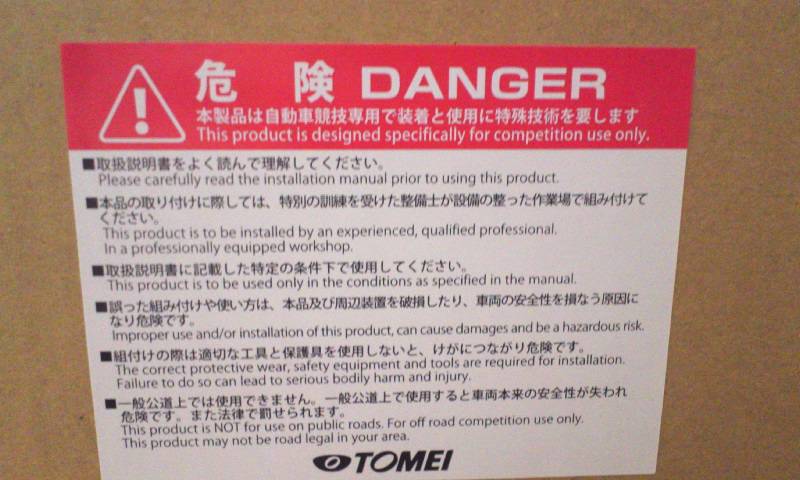 危 険 DANGER
本製品は自動車競技専用で装着と使用に特殊技術を要します
This product is designed specifically for competition use only.
■取扱説明書をよく読んで理解してください。
Please carefully read the installation manual prior to using this product.
■本品の取り付けに際しては、特別の訓練を受けた整備士が設備の整った作業場で組み付けて
ください。
This product is to be installed by an experienced, qualified professional.
In a professionally equipped workshop.
■取扱説明書に記載した特定の条件下で使用してください。
This product is to be used only in the conditions as specified in the manual.
■誤った組み付けや使い方は、本品及び周辺装置を破損したり、車両の安全性を損なう原因に
なり危険です。
Improper use and/or installation of this product, can cause damages and be a hazardous risk.
■組付けの際は適切な工具と保護具を使用しないと、けがにつながり危険です。
The correct protective wear, safety equipment and tools are required for installation.
Failure to do so can lead to serious bodily harm and injury.
■一般公道上では使用できません。一般公道上で使用すると車両本来の安全性が失われ
危険です。また法律で罰せられます。
This product is NOT for use on public roads. For off road competition use only.
This product may not be road legal in your area.
TOMEI